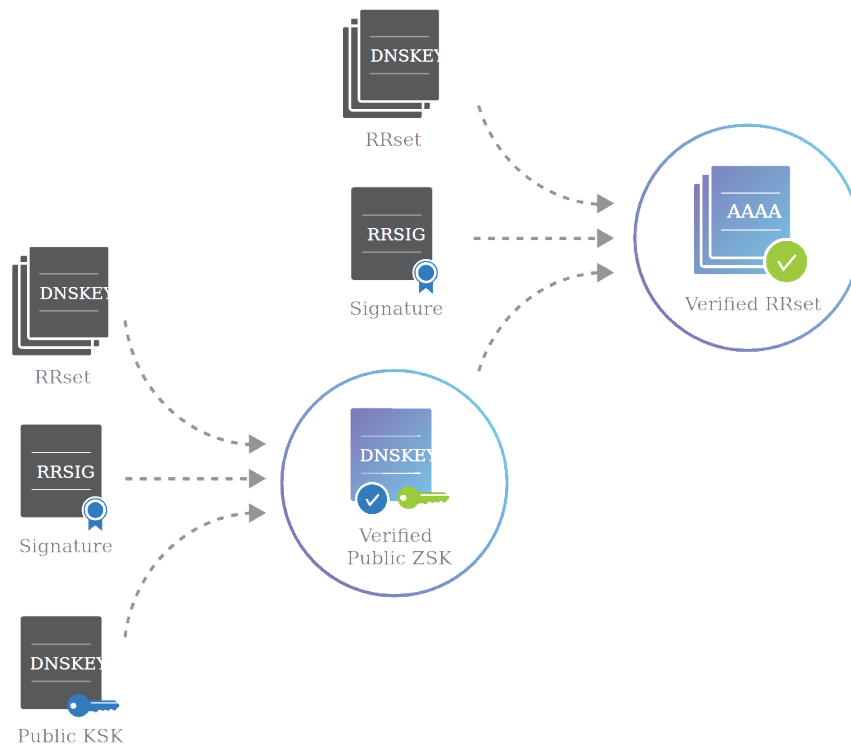 DNSKEY
RRset
RRSIG
Signature
AAAA
Verified RRset
DNSKEY
RRset
RRSIG
Signature
DNSKEY
Public KSK
DNSKEY
Verified
Public ZSK